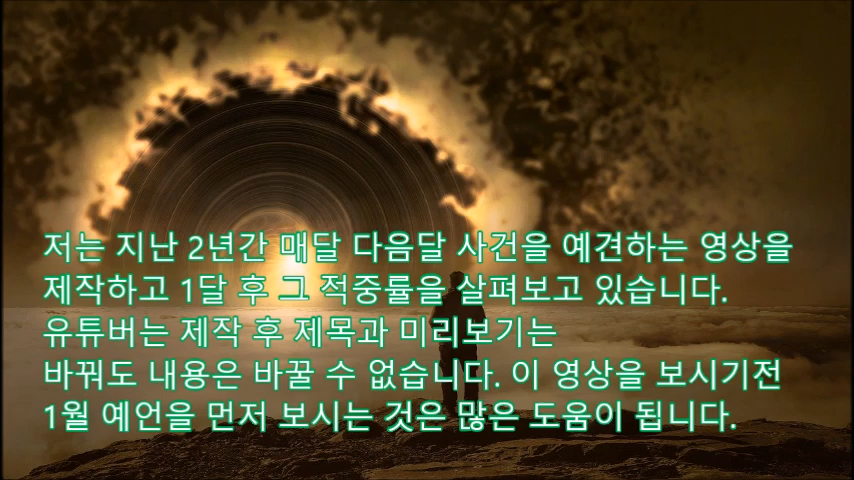 저는 지난 2년간 매달 다음달 사건을 예견하는 영상을
제작하고 1달 후 그 적중률을 살펴보고 있습니다.
유튜버는 제작 후 제목과 미리보기는
바꿔도 내용은 바꿀 수 없습니다. 이 영상을 보시기전
1월 예언을 먼저 보시는 것은 많은 도움이 됩니다.